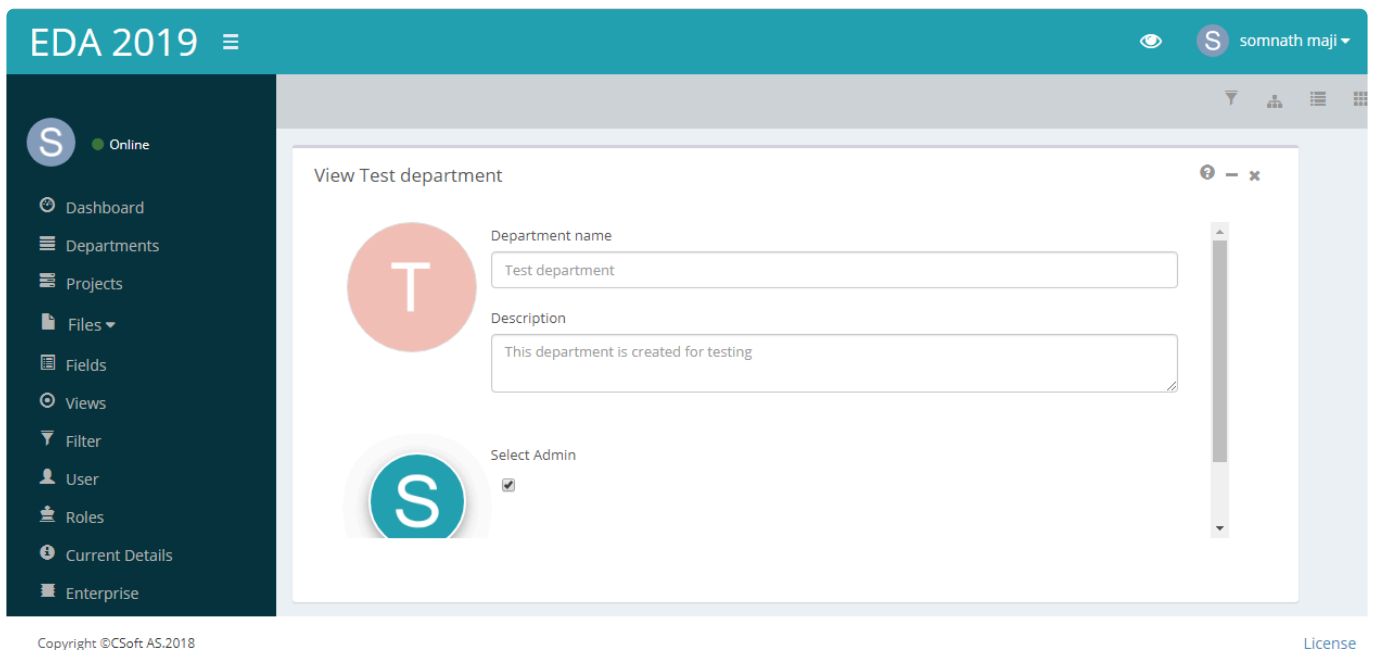 EDA 2019
S somnath maji
S Online
Dashboard
Departments
Projects
Files
Fields
Views
Filter
User
Roles
Current Details
Enterprise
View Test department
T
Department name
Test department
Description
This department is created for testing
S
Select Admin
Copyright ©CSoft AS.2018
License